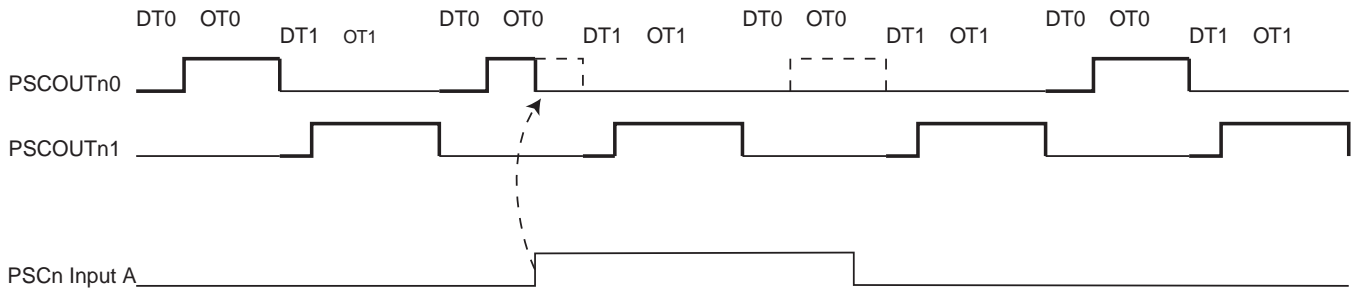 DT0 OT0 DT0 OT0 DT0 OT0 DT0 OT0
DT1 OT1 DT1 OT1 DT1 OT1 DT1 OT1
PSCOUTn0
PSCOUTn1
PSCn Input A